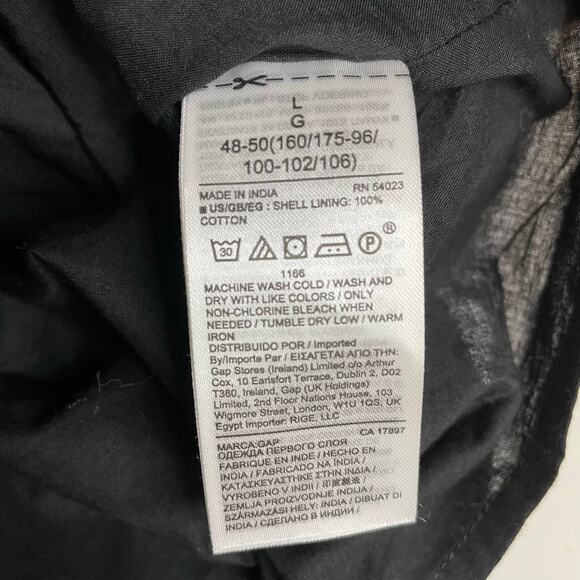 L
G
48-50(160/175-96/
100-102/106)
MADE IN INDIA RN 54023
■ US/GB/EG : SHELL LINING: 100%
COTTON
30 P ®
1166
MACHINE WASH COLD / WASH AND
DRY WITH LIKE COLORS / ONLY
NON-CHLORINE BLEACH WHEN
NEEDED / TUMBLE DRY LOW / WARM
IRON
DISTRIBUIDO POR / Imported
By/Importe Par / ΕΙΣΑΓΕΤΑΙ ΑΠΟ ΤΗΝ:
Gap Stores (Ireland) Limited c/o Arthur
Cox, 10 Earlsfort Terrace, Dublin 2, D02
T380, Ireland, Gap (UK Holdings)
Limited, 2nd Floor Nations House, 103
Wigmore Street, London, W1U 1QS, UK
Egypt Importer: RIGE, LLC
MARCA:GAP CA 17897
ОДЕЖДА ПЕРВОГО СЛОЯ
FABRIQUE EN INDE / HECHO EN
INDIA / FABRICADO NA ÍNDIA /
ΚΑΤΑΣΚΕΥΑΣΤΗΚΕ ΣΤΗΝ ΙΝΔΙΑ /
VYROBENO V INDII / 印度製造 /
ZEMLJA PROIZVODNJE INDIJA /
SZÁRMAZÁSI HELY: INDIA / DIBUAT DI
INDIA / СДЕЛАНО В ИНДИИ /